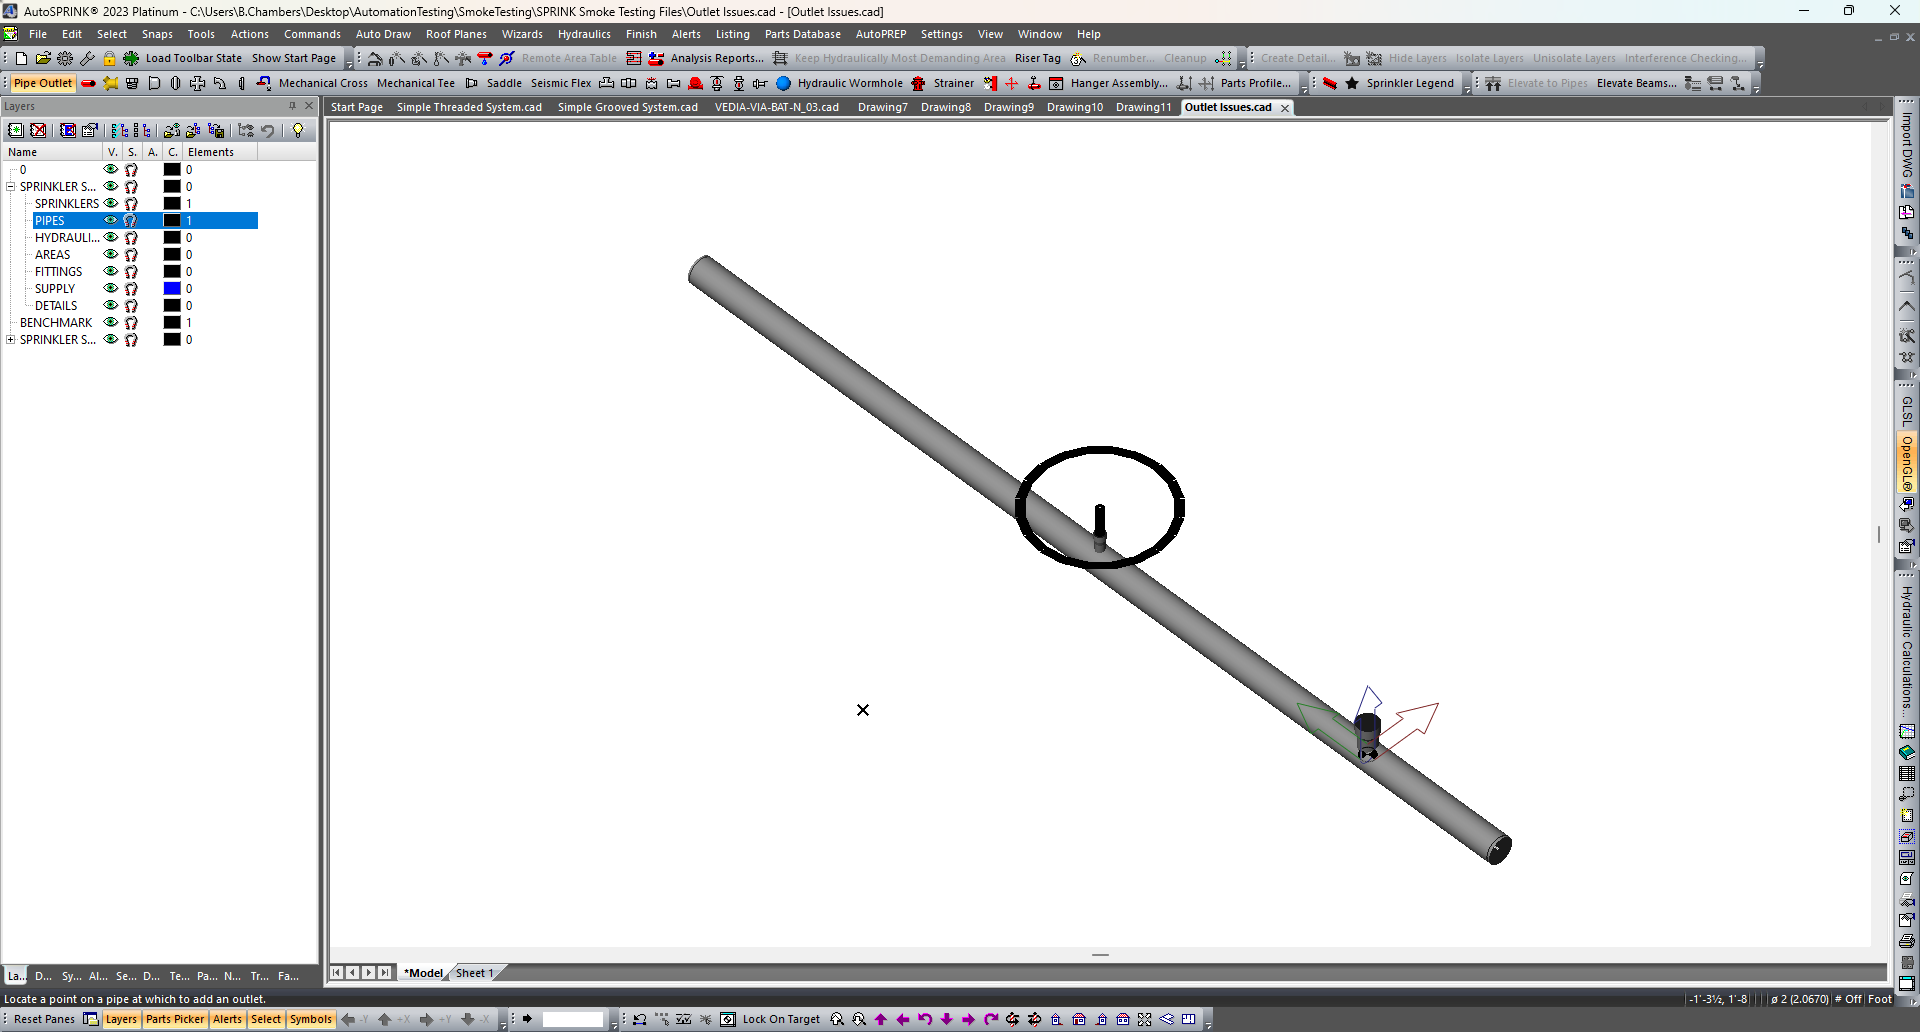 AutoSPRINK® 2023 Platinum - C:\Users\B.Chambers\Desktop\AutomationTesting\SmokeTesting\SPRINK Smoke Testing Files\Outlet Issues.cad - [Outlet Issues.cad]
File Edit Select Snaps Tools Actions Commands Auto Draw Roof Planes Wizards Hydraulics Finish Alerts Listing Parts Database AutoPREP Settings View Window Help
Load Toolbar State Show Start Page Remote Area Table Analysis Reports... Keep Hydraulically Most Demanding Area Riser Tag Renumber... Cleanup Create Detail... Hide Layers Isolate Layers Unisolate Layers Interference Checking...
Pipe Outlet Mechanical Cross Mechanical Tee Saddle Seismic Flex Hydraulic Wormhole Strainer Hanger Assembly... Parts Profile... Sprinkler Legend Elevate to Pipes Elevate Beams...
Layers
Start Page Simple Threaded System.cad Simple Grooved System.cad VEDIA-VIA-BAT-N_03.cad Drawing7 Drawing8 Drawing9 Drawing10 Drawing11 Outlet Issues.cad
Name V. S. A. C. Elements
0 0
SPRINKLER S... 0
SPRINKLERS 1
PIPES 1
HYDRAULI... 0
AREAS 0
FITTINGS 0
SUPPLY 0
DETAILS 0
BENCHMARK 1
SPRINKLER S... 0
Import DWG
GLSL
OpenGL®
Hydraulic Calculations...
La... D... Sy... Al... Se... D... Te... Pa... N... Tr... Fa...
*Model Sheet 1
Locate a point on a pipe at which to add an outlet.
-1'-3½, 1'-8 ø 2 (2.0670) # Off Foot
Reset Panes Layers Parts Picker Alerts Select Symbols -Y +X +Y -X Lock On Target